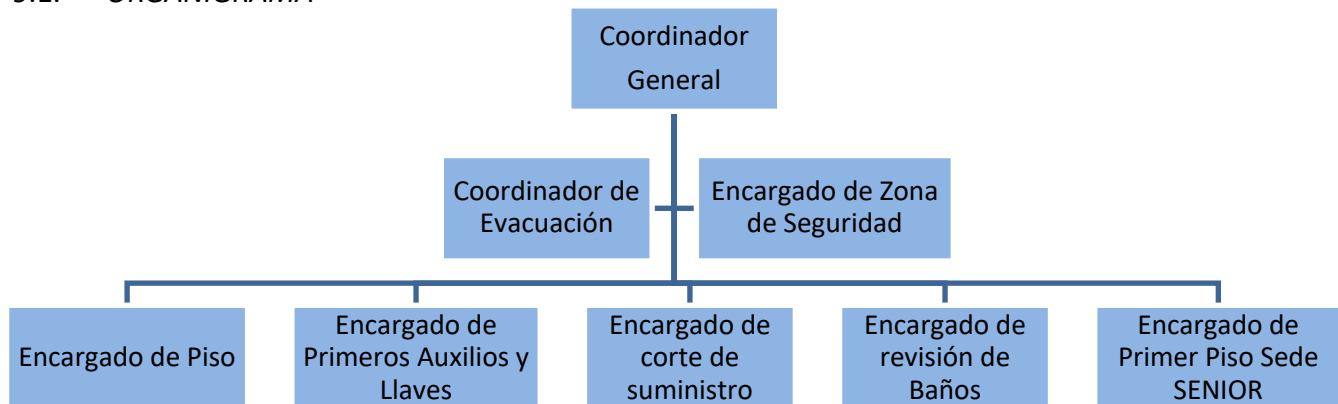 ORGANIGRAMA
Coordinador
General
Coordinador de
Evacuación
Encargado de Zona
de Seguridad
Encargado de Piso
Encargado de
Primeros Auxilios y
Llaves
Encargado de
corte de
suministro
Encargado de
revisión de
Baños
Encargado de
Primer Piso Sede
SENIOR